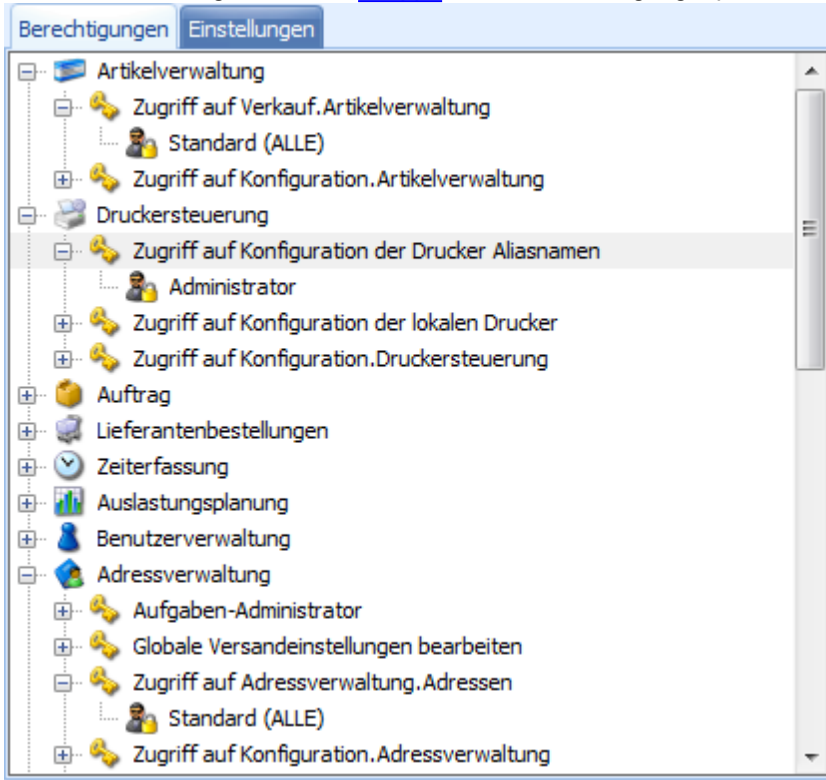 Berechtigungen Einstellungen
Artikelverwaltung
Zugriff auf Verkauf.Artikelverwaltung
Standard (ALLE)
Zugriff auf Konfiguration.Artikelverwaltung
Druckersteuerung
Zugriff auf Konfiguration der Drucker Aliasnamen
Administrator
Zugriff auf Konfiguration der lokalen Drucker
Zugriff auf Konfiguration.Druckersteuerung
Auftrag
Lieferantenbestellungen
Zeiterfassung
Auslastungsplanung
Benutzerverwaltung
Adressverwaltung
Aufgaben-Administrator
Globale Versandeinstellungen bearbeiten
Zugriff auf Adressverwaltung.Adressen
Standard (ALLE)
Zugriff auf Konfiguration.Adressverwaltung